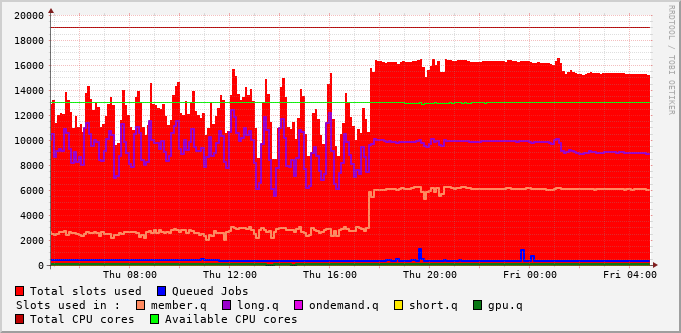 20000
18000
16000
14000
12000
10000
8000
6000
4000
2000
0
Thu 08:00 Thu 12:00 Thu 16:00 Thu 20:00 Fri 00:00 Fri 04:00
RRDTOOL / TOBI OETIKER
Total slots used Queued Jobs
Slots used in : member.q long.q ondemand.q short.q gpu.q
Total CPU cores Available CPU cores